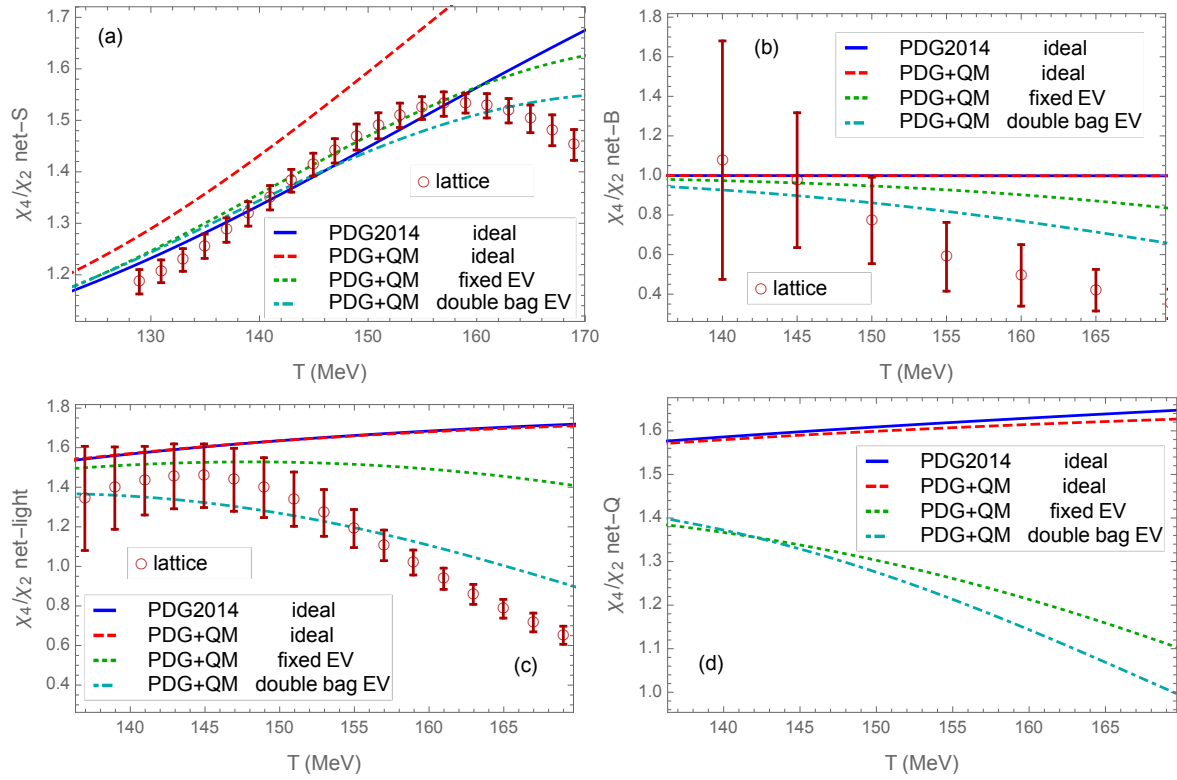 (a)
χ4/χ2 net−S
1.7
1.6
1.5
1.4
1.3
1.2
lattice
PDG2014 ideal
PDG+QM ideal
PDG+QM fixed EV
PDG+QM double bag EV
130 140 150 160 170
T (MeV)
(b)
χ4/χ2 net−B
1.8
1.6
1.4
1.2
1.0
0.8
0.6
0.4
PDG2014 ideal
PDG+QM ideal
PDG+QM fixed EV
PDG+QM double bag EV
lattice
140 145 150 155 160 165
T (MeV)
χ4/χ2 net−light
1.8
1.6
1.4
1.2
1.0
0.8
0.6
0.4
lattice
PDG2014 ideal
PDG+QM ideal
PDG+QM fixed EV
PDG+QM double bag EV
(c)
140 145 150 155 160 165
T (MeV)
χ4/χ2 net−Q
1.6
1.5
1.4
1.3
1.2
1.1
1.0
PDG2014 ideal
PDG+QM ideal
PDG+QM fixed EV
PDG+QM double bag EV
(d)
140 145 150 155 160 165
T (MeV)